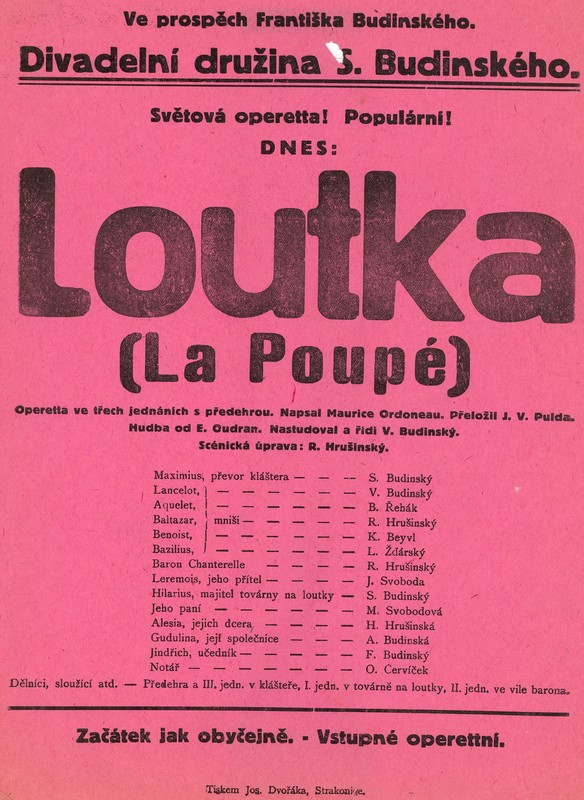 Ve prospěch Františka Budinského.
Divadelní družina S. Budinského.
Světová operetta! Populární!
DNES:
Loutka
(La Poupé)
Operetta ve třech jednáních s předehrou. Napsal Maurice Ordoneau. Přeložil J. V. Pulda.
Hudba od E. Oudran. Nastudoval a řídí V. Budinský.
Scénická úprava: R. Hrušinský.
Maximius, převor kláštera — — -- S. Budinský
Lancelot, — — — — — — V. Budinský
Aquelet, — — — — — — B. Řehák
Baltazar, mniši — — — — — R. Hrušinský
Benoist, — — — — — — K. Beyvl
Bazilius, — — — — — — L. Žďárský
Baron Chanterelle — — — — R. Hrušinský
Leremois, jeho přítel — — — — J. Svoboda
Hilarius, majitel továrny na loutky — S. Budinský
Jeho paní — — — — — — M. Svobodová
Alesia, jejich dcera — — — — H. Hrušinská
Gudulina, její společnice — — — A. Budinská
Jindřich, učedník — — — — — F. Budinský
Notář — — — — — — — O. Červíček
Dělníci, sloužící atd. — Předehra a III. jedn. v klášteře, I. jedn. v továrně na loutky, II. jedn. ve vile barona.
Začátek jak obyčejně. - Vstupné operettní.
Tiskem Jos. Dvořáka, Strakonice.